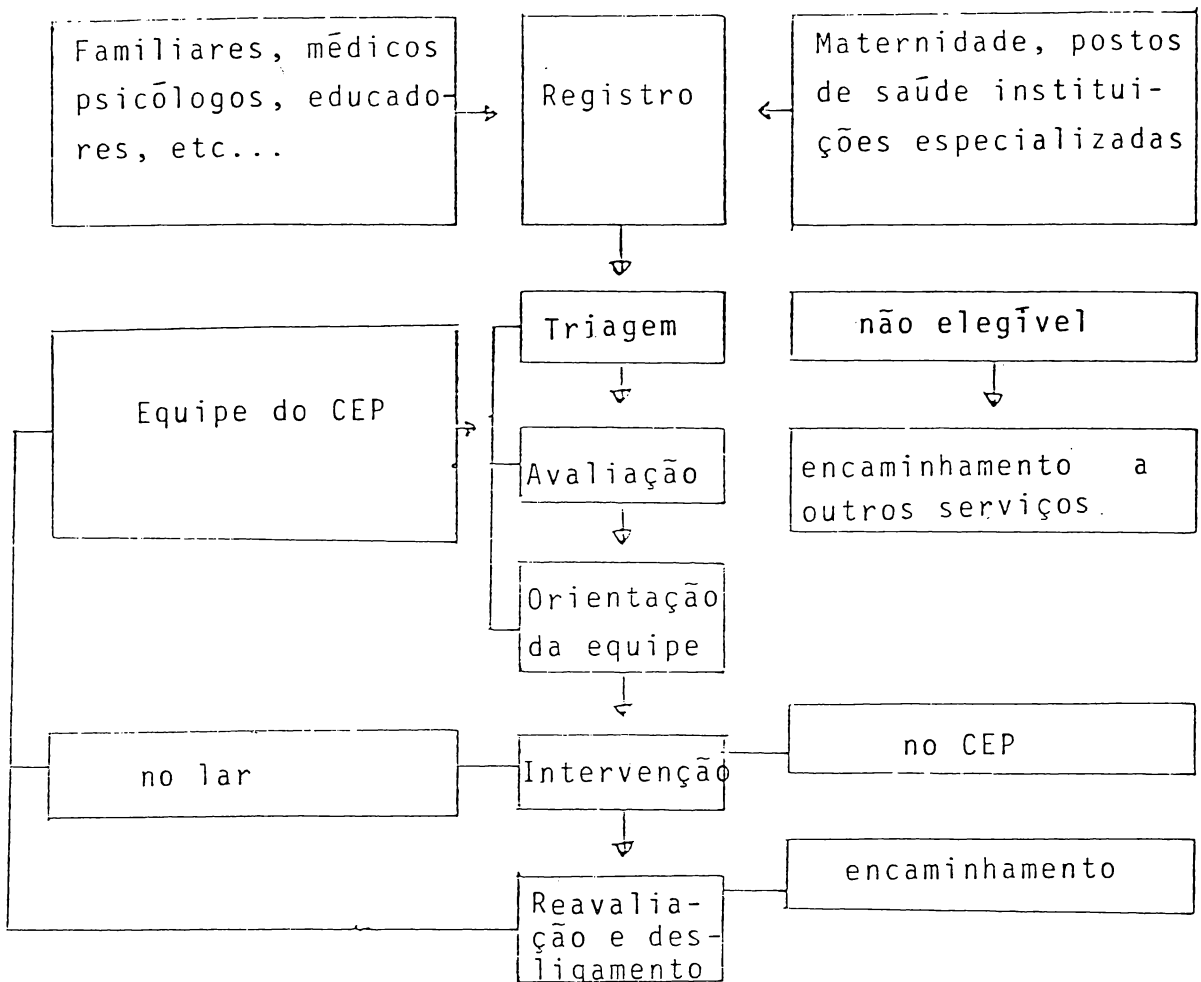 Familiares, médicos
psicólogos, educado-
res, etc...
Registro
Maternidade, postos
de saúde institui-
ções especializadas
Triagem
não elegível
Equipe do CEP
Avaliação
encaminhamento a
outros serviços.
Orientação
da equipe
no lar
Intervenção
no CEP
Reavalia-
ção e des-
ligamento
encaminhamento